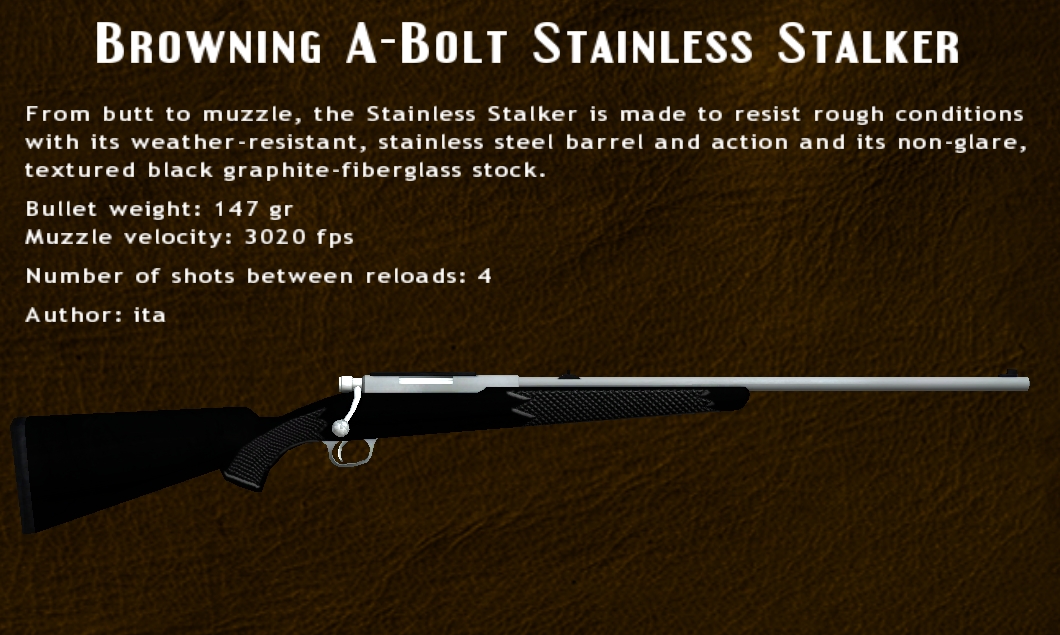 Browning A-Bolt Stainless Stalker
From butt to muzzle, the Stainless Stalker is made to resist rough conditions
with its weather-resistant, stainless steel barrel and action and its non-glare,
textured black graphite-fiberglass stock.
Bullet weight: 147 gr
Muzzle velocity: 3020 fps
Number of shots between reloads: 4
Author: ita